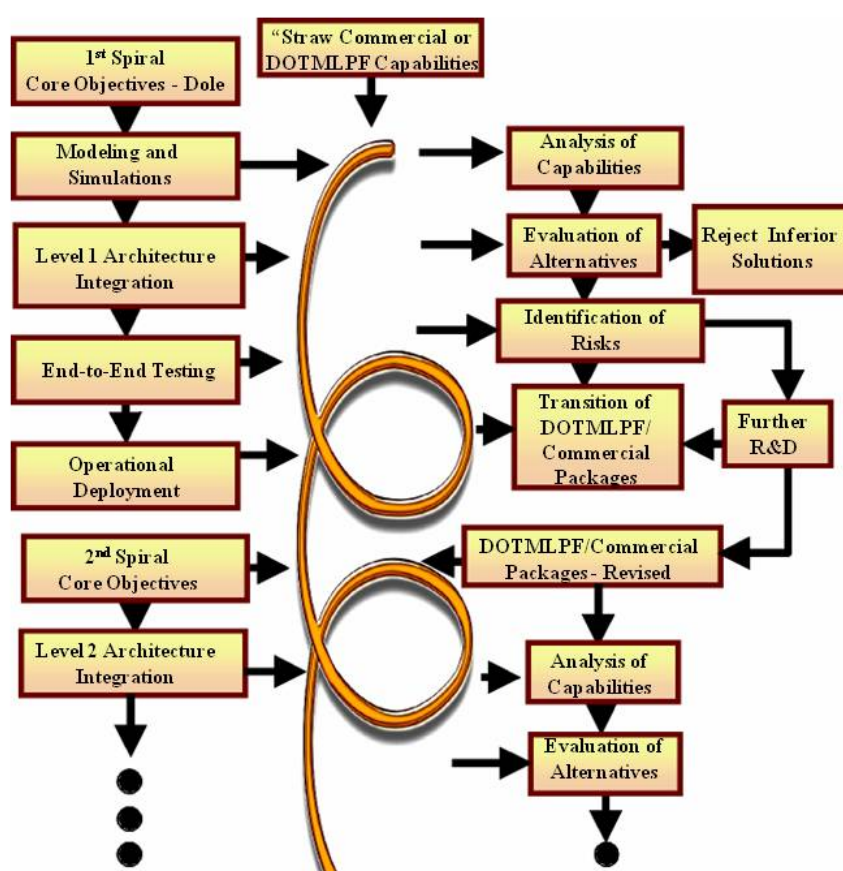 1st Spiral
Core Objectives - Dole
Modeling and
Simulations
Level 1 Architecture
Integration
End-to-End Testing
Operational
Deployment
2nd Spiral
Core Objectives
Level 2 Architecture
Integration
“Straw Commercial or
DOTMLPF Capabilities
Analysis of
Capabilities
Evaluation of
Alternatives
Reject Inferior
Solutions
Identification of
Risks
Transition of
DOTMLPF/
Commercial
Packages
Further
R&D
DOTMLPF/Commercial
Packages- Revised
Analysis of
Capabilities
Evaluation of
Alternatives